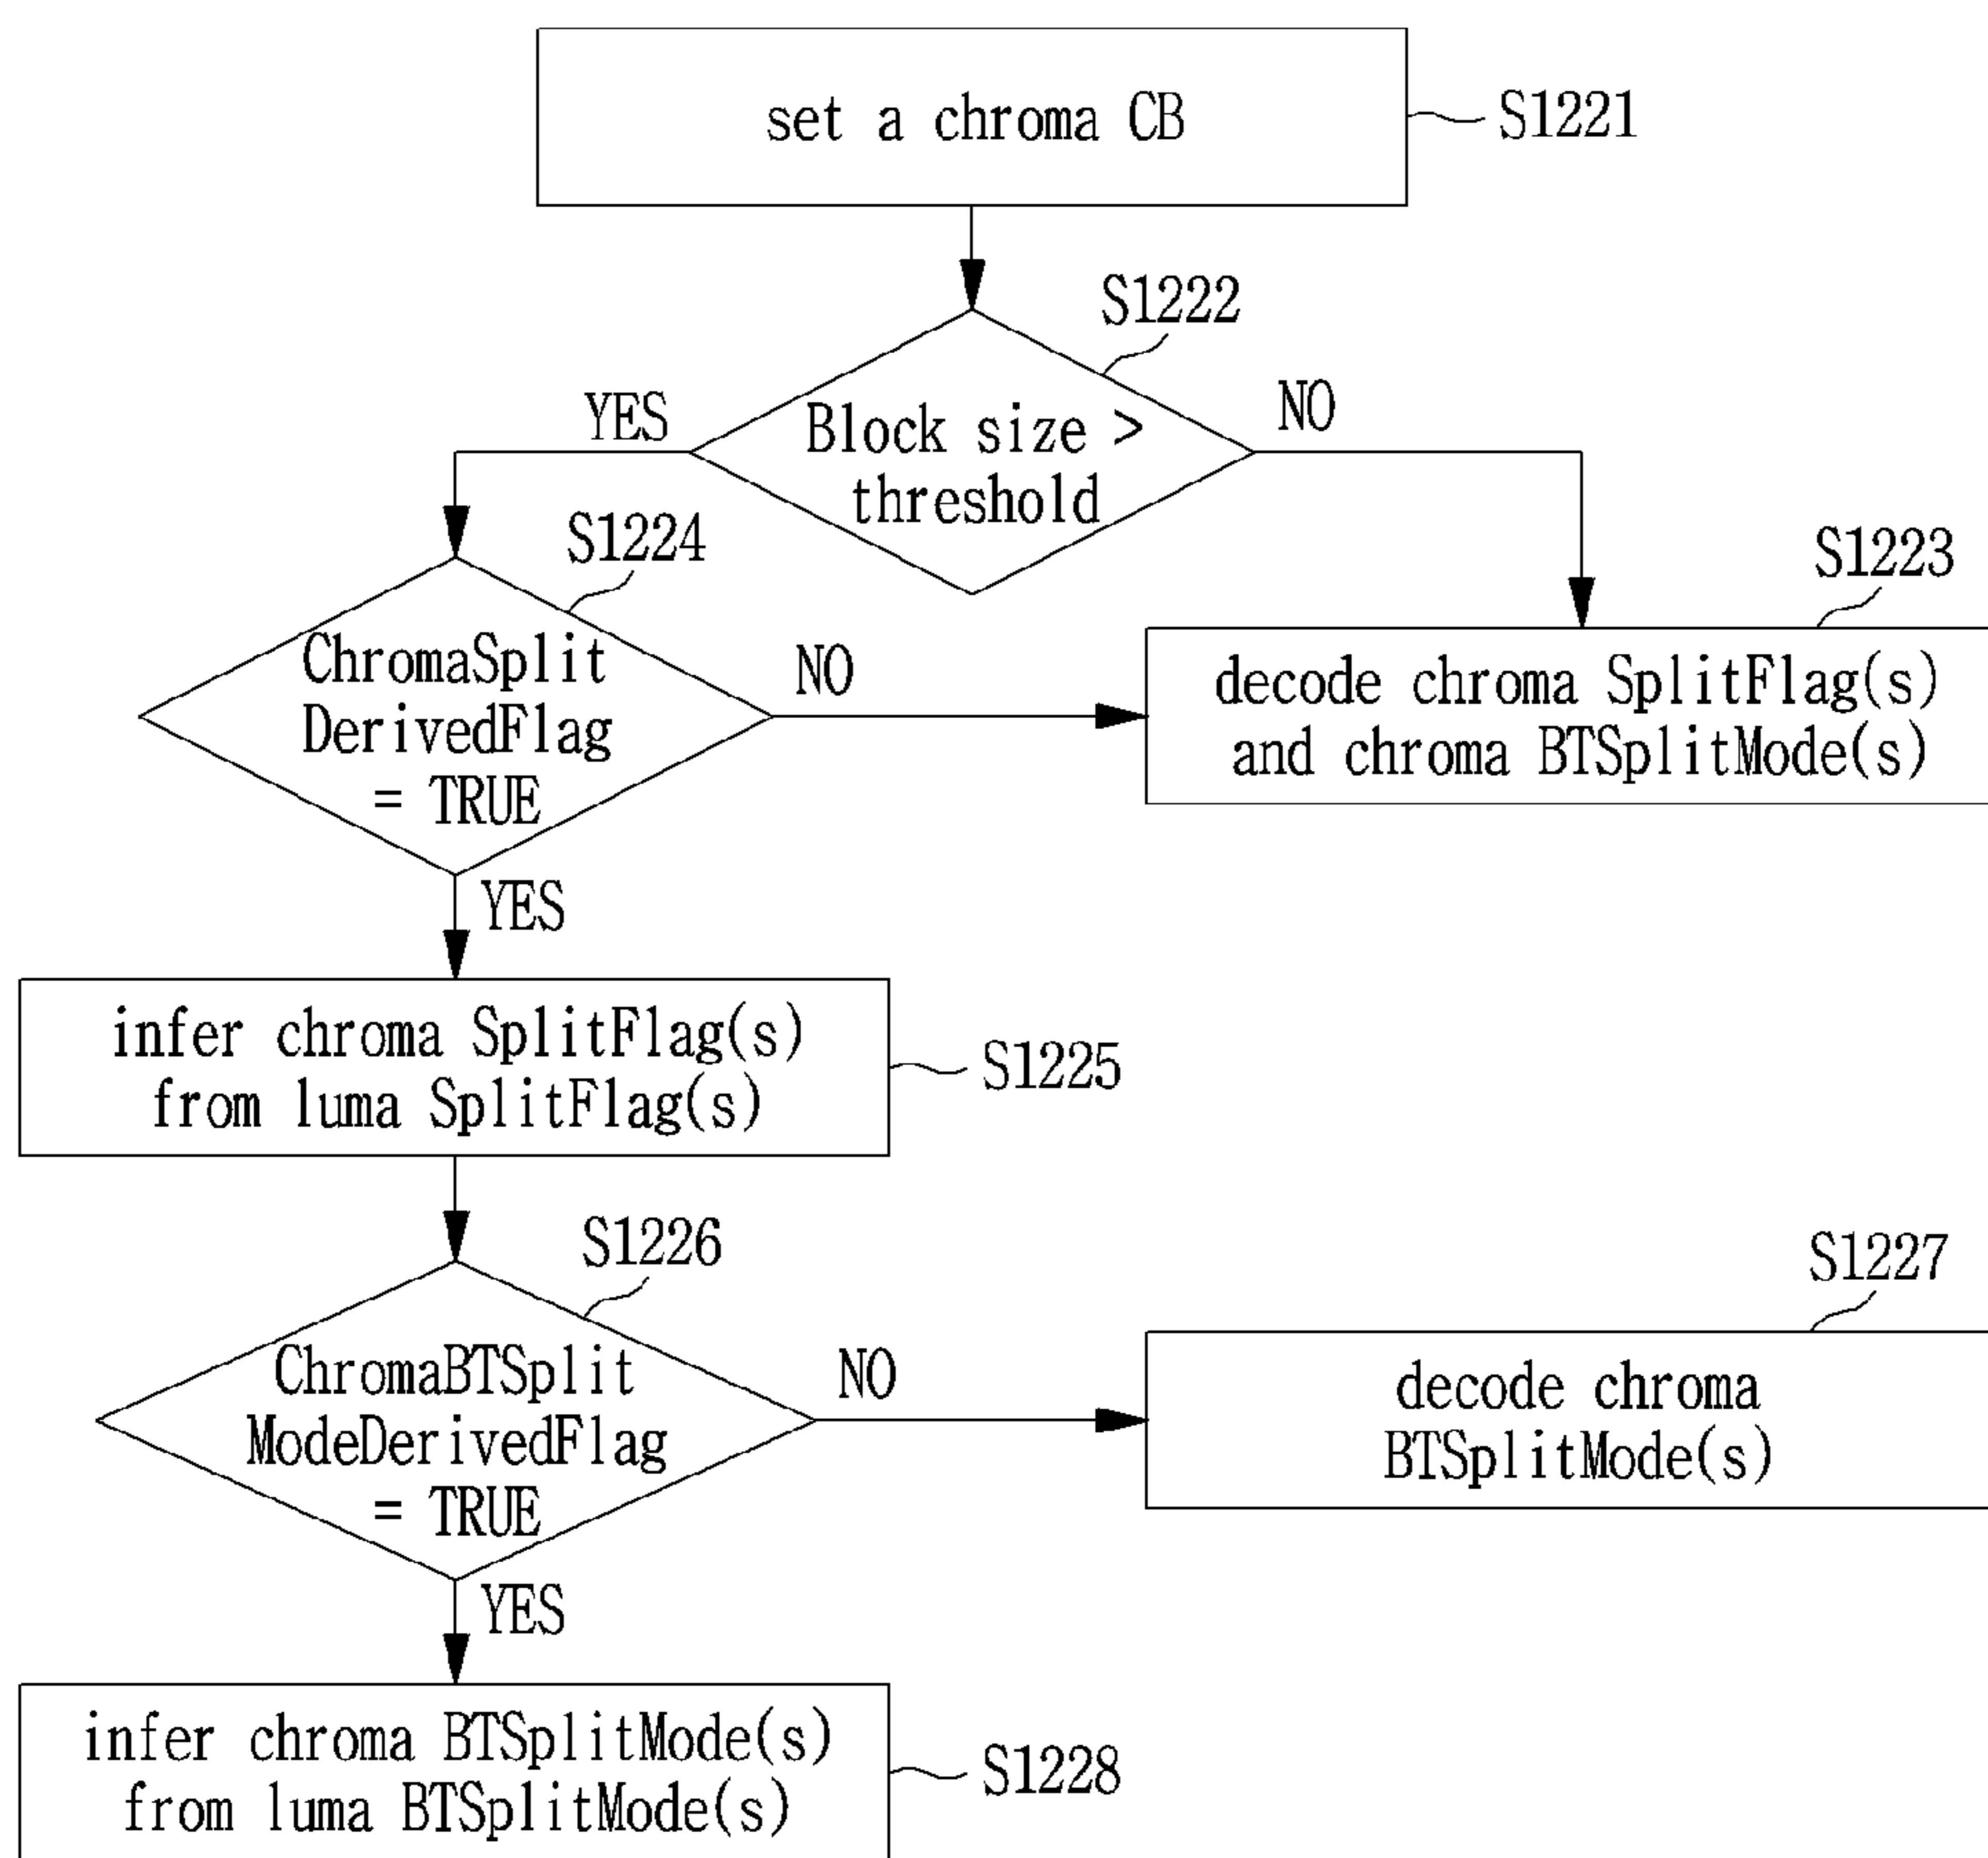 set a chroma CB
S1221
S1222
YES
Block size >
threshold
NO
S1224
ChromaSplit
DerivedFlag
= TRUE
NO
S1223
decode chroma SplitFlag(s)
and chroma BTSplitMode(s)
YES
infer chroma SplitFlag(s)
from luma SplitFlag(s)
S1225
S1226
ChromaBTSplit
ModeDerivedFlag
= TRUE
NO
S1227
decode chroma
BTSplitMode(s)
YES
infer chroma BTSplitMode(s)
from luma BTSplitMode(s)
S1228